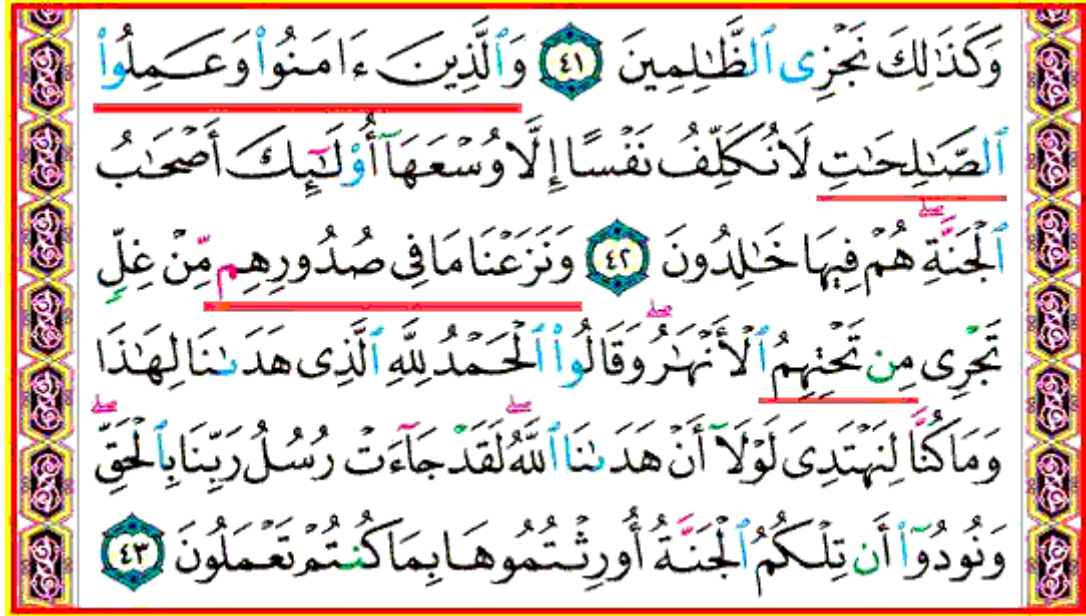 وَكَذَٰلِكَ نَجْزِى ٱلظَّٰلِمِينَ ٤١ وَٱلَّذِينَ ءَامَنُوا۟ وَعَمِلُوا۟
ٱلصَّٰلِحَٰتِ لَا نُكَلِّفُ نَفْسًا إِلَّا وُسْعَهَآ أُو۟لَٰٓئِكَ أَصْحَٰبُ
ٱلْجَنَّةِ ۖ هُمْ فِيهَا خَٰلِدُونَ ٤٢ وَنَزَعْنَا مَا فِى صُدُورِهِم مِّنْ غِلٍّ
تَجْرِى مِن تَحْتِهِمُ ٱلْأَنْهَٰرُ ۖ وَقَالُوا۟ ٱلْحَمْدُ لِلَّهِ ٱلَّذِى هَدَىٰنَا لِهَٰذَا
وَمَا كُنَّا لِنَهْتَدِىَ لَوْلَآ أَنْ هَدَىٰنَا ٱللَّهُ ۖ لَقَدْ جَآءَتْ رُسُلُ رَبِّنَا بِٱلْحَقِّ ۖ
وَنُودُوٓا۟ أَن تِلْكُمُ ٱلْجَنَّةُ أُورِثْتُمُوهَا بِمَا كُنتُمْ تَعْمَلُونَ ٤٣